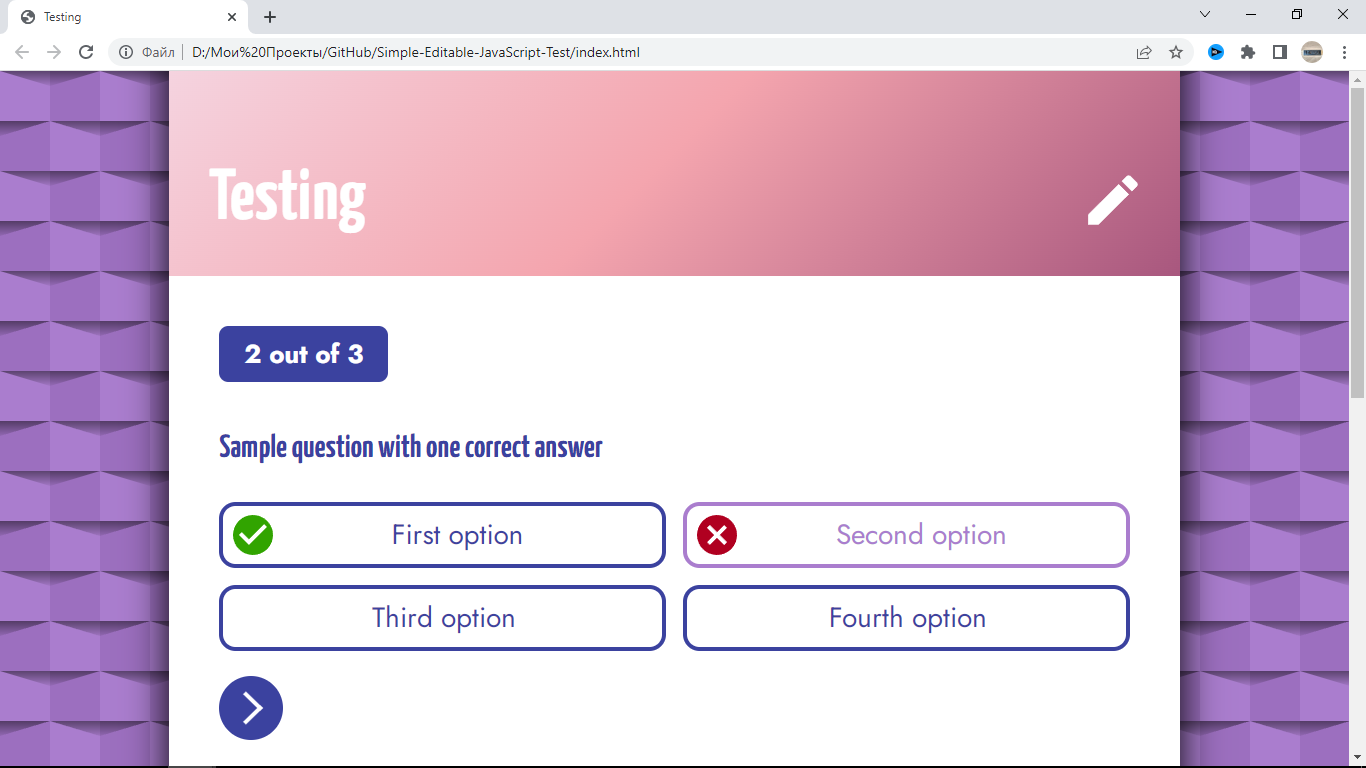 Testing
Файл
D:/Мои%20Проекты/GitHub/Simple-Editable-JavaScript-Test/index.html
Testing
2 out of 3
Sample question with one correct answer
First option
Second option
Third option
Fourth option